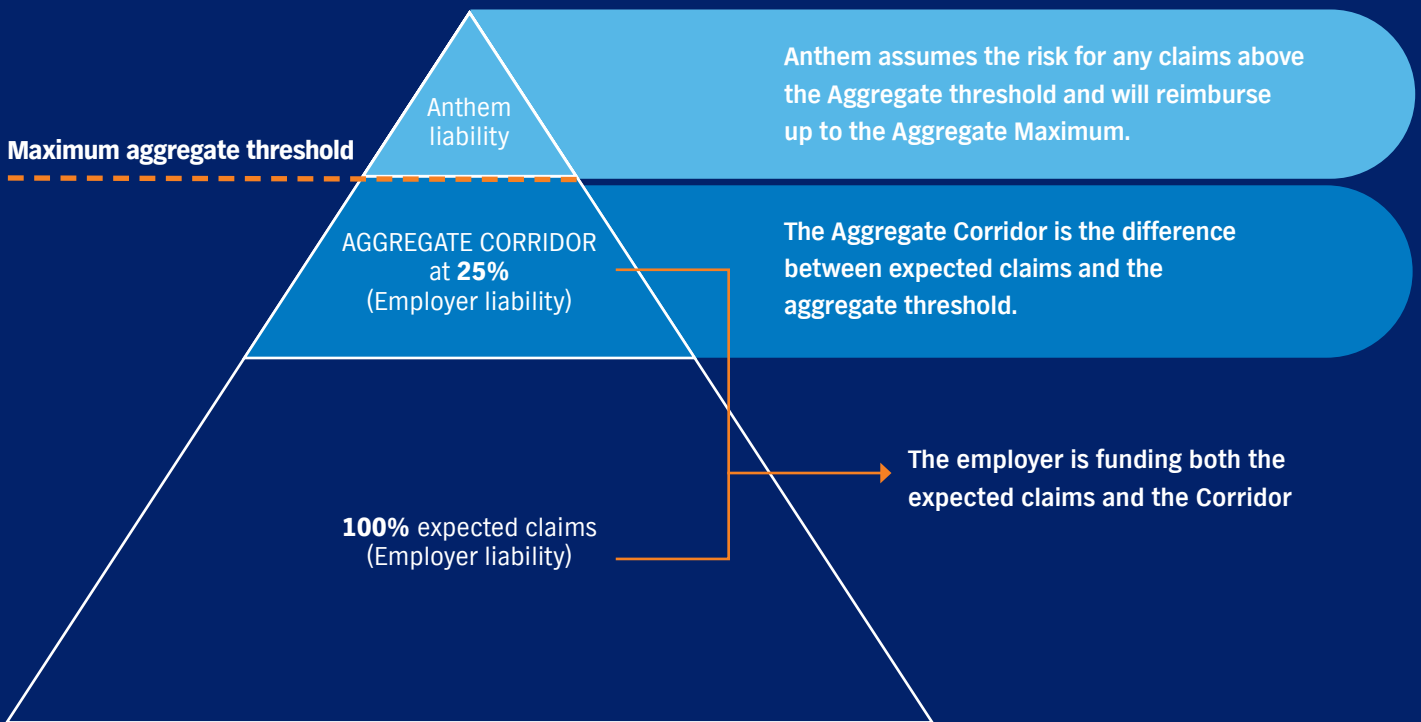 Anthem
liability
Anthem assumes the risk for any claims above
the Aggregate threshold and will reimburse
up to the Aggregate Maximum.
Maximum aggregate threshold
AGGREGATE CORRIDOR
at 25%
(Employer liability)
The Aggregate Corridor is the difference
between expected claims and the
aggregate threshold.
100% expected claims
(Employer liability)
The employer is funding both the
expected claims and the Corridor